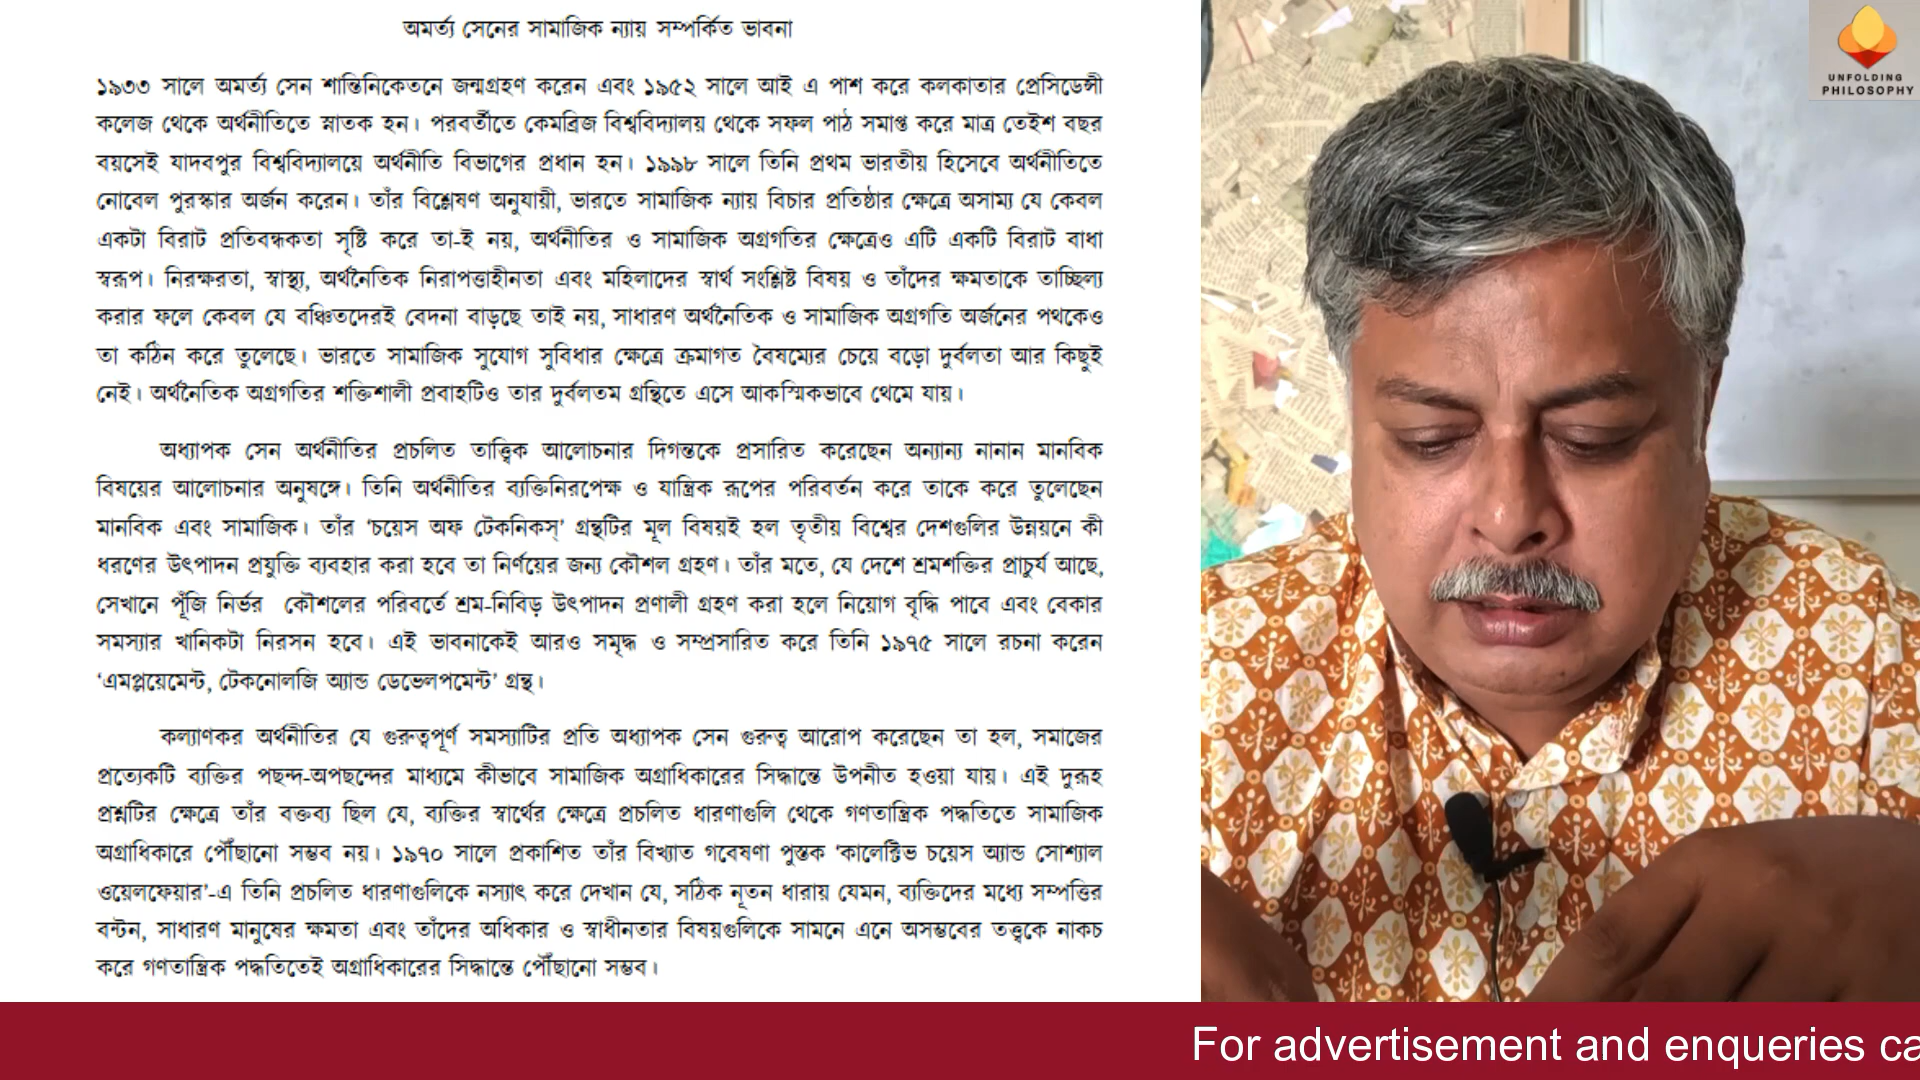 অমর্ত্য সেনের সামাজিক ন্যায় সম্পর্কিত ভাবনা
১৯৩৩ সালে অমর্ত্য সেন শান্তিনিকেতনে জন্মগ্রহণ করেন এবং ১৯৫২ সালে আই এ পাশ করে কলকাতার প্রেসিডেন্সী
কলেজ থেকে অর্থনীতিতে স্নাতক হন। পরবর্তীতে কেমব্রিজ বিশ্ববিদ্যালয় থেকে সফল পাঠ সমাপ্ত করে মাত্র তেইশ বছর
বয়সেই যাদবপুর বিশ্ববিদ্যালয়ে অর্থনীতি বিভাগের প্রধান হন। ১৯৯৮ সালে তিনি প্রথম ভারতীয় হিসেবে অর্থনীতিতে
নোবেল পুরস্কার অর্জন করেন। তাঁর বিশ্লেষণ অনুযায়ী, ভারতে সামাজিক ন্যায় বিচার প্রতিষ্ঠার ক্ষেত্রে অসাম্য যে কেবল
একটা বিরাট প্রতিবন্ধকতা সৃষ্টি করে তা-ই নয়, অর্থনীতির ও সামাজিক অগ্রগতির ক্ষেত্রেও এটি একটি বিরাট বাধা
স্বরূপ। নিরক্ষরতা, স্বাস্থ্য, অর্থনৈতিক নিরাপত্তাহীনতা এবং মহিলাদের স্বার্থ সংশ্লিষ্ট বিষয় ও তাঁদের ক্ষমতাকে তাচ্ছিল্য
করার ফলে কেবল যে বঞ্চিতদেরই বেদনা বাড়ছে তাই নয়, সাধারণ অর্থনৈতিক ও সামাজিক অগ্রগতি অর্জনের পথকেও
তা কঠিন করে তুলেছে। ভারতে সামাজিক সুযোগ সুবিধার ক্ষেত্রে ক্রমাগত বৈষম্যের চেয়ে বড়ো দুর্বলতা আর কিছুই
নেই। অর্থনৈতিক অগ্রগতির শক্তিশালী প্রবাহটিও তার দুর্বলতম গ্রন্থিতে এসে আকস্মিকভাবে থেমে যায়।
অধ্যাপক সেন অর্থনীতির প্রচলিত তাত্ত্বিক আলোচনার দিগন্তকে প্রসারিত করেছেন অন্যান্য নানান মানবিক
বিষয়ের আলোচনার অনুষঙ্গে। তিনি অর্থনীতির ব্যক্তিনিরপেক্ষ ও যান্ত্রিক রূপের পরিবর্তন করে তাকে করে তুলেছেন
মানবিক এবং সামাজিক। তাঁর ‘চয়েস অফ টেকনিকস্’ গ্রন্থটির মূল বিষয়ই হল তৃতীয় বিশ্বের দেশগুলির উন্নয়নে কী
ধরণের উৎপাদন প্রযুক্তি ব্যবহার করা হবে তা নির্ণয়ের জন্য কৌশল গ্রহণ। তাঁর মতে, যে দেশে শ্রমশক্তির প্রাচুর্য আছে,
সেখানে পুঁজি নির্ভর কৌশলের পরিবর্তে শ্রম-নিবিড় উৎপাদন প্রণালী গ্রহণ করা হলে নিয়োগ বৃদ্ধি পাবে এবং বেকার
সমস্যার খানিকটা নিরসন হবে। এই ভাবনাকেই আরও সমৃদ্ধ ও সম্প্রসারিত করে তিনি ১৯৭৫ সালে রচনা করেন
‘এমপ্লয়েমেন্ট, টেকনোলজি অ্যান্ড ডেভেলপমেন্ট’ গ্রন্থ।
কল্যাণকর অর্থনীতির যে গুরুত্বপূর্ণ সমস্যাটির প্রতি অধ্যাপক সেন গুরুত্ব আরোপ করেছেন তা হল, সমাজের
প্রত্যেকটি ব্যক্তির পছন্দ-অপছন্দের মাধ্যমে কীভাবে সামাজিক অগ্রাধিকারের সিদ্ধান্তে উপনীত হওয়া যায়। এই দুরূহ
প্রশ্নটির ক্ষেত্রে তাঁর বক্তব্য ছিল যে, ব্যক্তির স্বার্থের ক্ষেত্রে প্রচলিত ধারণাগুলি থেকে গণতান্ত্রিক পদ্ধতিতে সামাজিক
অগ্রাধিকারে পৌঁছানো সম্ভব নয়। ১৯৭০ সালে প্রকাশিত তাঁর বিখ্যাত গবেষণা পুস্তক ‘কালেক্টিভ চয়েস অ্যান্ড সোশ্যাল
ওয়েলফেয়ার’-এ তিনি প্রচলিত ধারণাগুলিকে নস্যাৎ করে দেখান যে, সঠিক নূতন ধারায় যেমন, ব্যক্তিদের মধ্যে সম্পত্তির
বন্টন, সাধারণ মানুষের ক্ষমতা এবং তাঁদের অধিকার ও স্বাধীনতার বিষয়গুলিকে সামনে এনে অসম্ভবের তত্ত্বকে নাকচ
করে গণতান্ত্রিক পদ্ধতিতেই অগ্রাধিকারের সিদ্ধান্তে পৌঁছানো সম্ভব।
UNFOLDING
PHILOSOPHY
For advertisement and enqueries ca